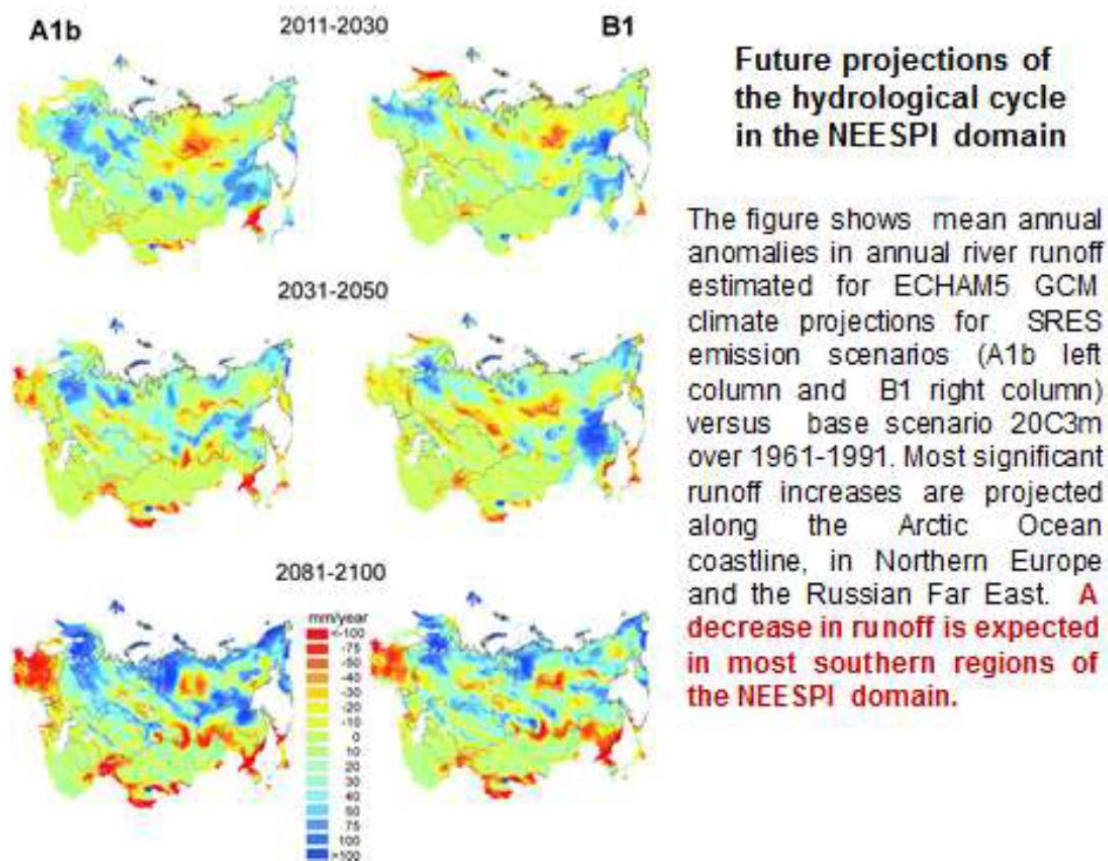 A1b
2011-2030
B1
2031-2050
2081-2100
mm/year
<-100
-75
-50
-40
-30
-20
-10
0
10
20
30
40
50
75
100
>100
Future projections of
the hydrological cycle
in the NEESPI domain
The figure shows mean annual
anomalies in annual river runoff
estimated for ECHAM5 GCM
climate projections for SRES
emission scenarios (A1b left
column and B1 right column)
versus base scenario 20C3m
over 1961-1991. Most significant
runoff increases are projected
along the Arctic Ocean
coastline, in Northern Europe
and the Russian Far East. A
decrease in runoff is expected
in most southern regions of
the NEESPI domain.